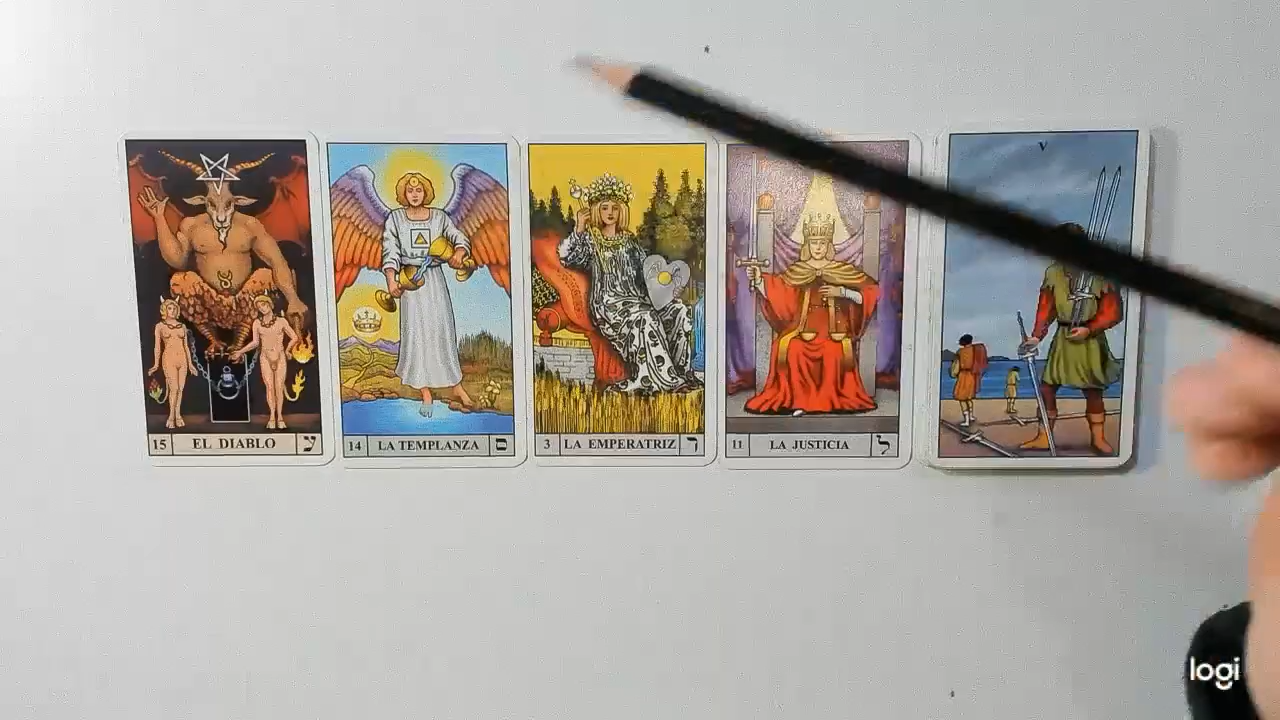 15 EL DIABLO ע
14 LA TEMPLANZA ס
3 LA EMPERATRIZ ד
11 LA JUSTICIA ל
V
logi